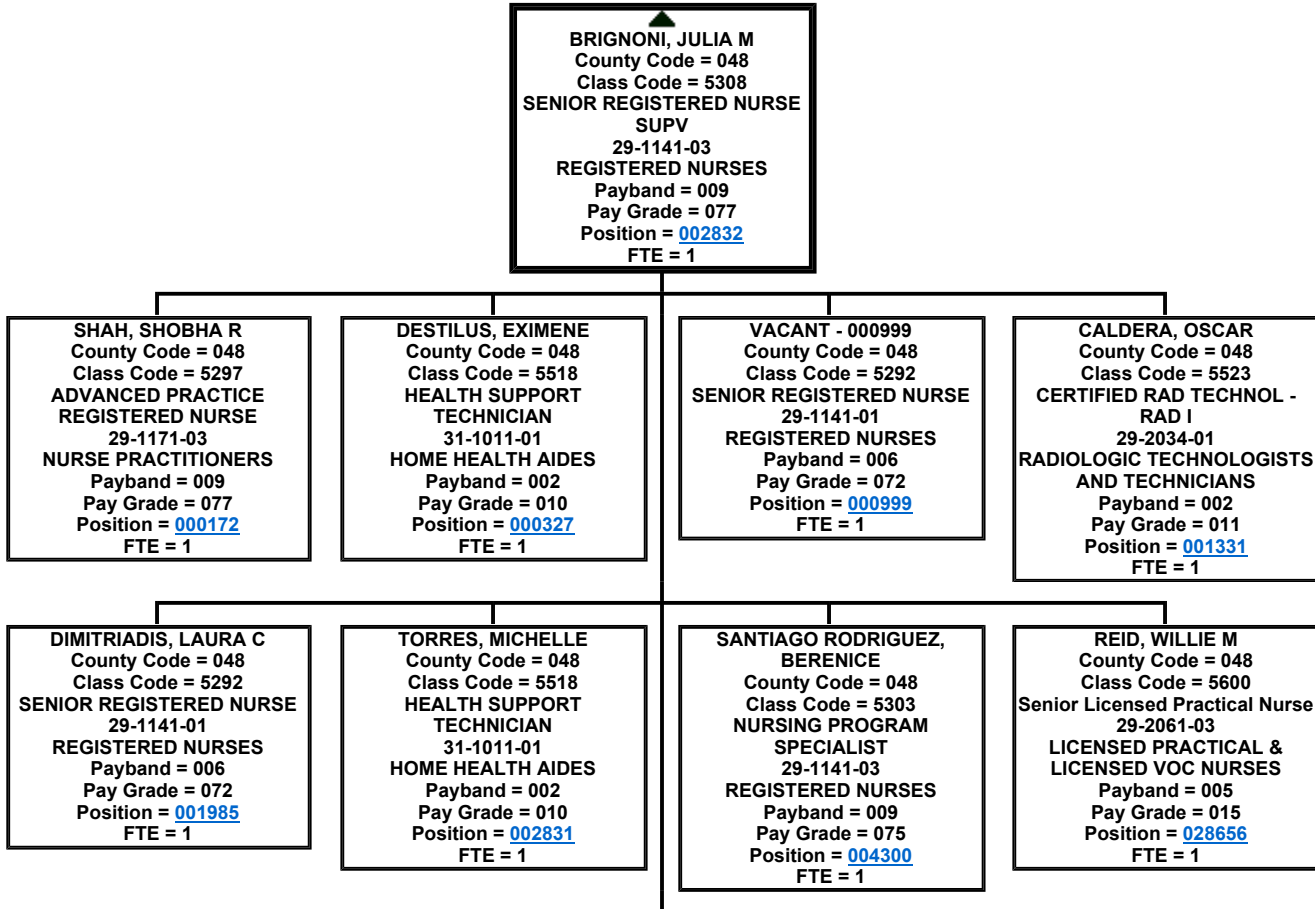 BRIGNONI, JULIA M
County Code = 048
Class Code = 5308
SENIOR REGISTERED NURSE
SUPV
29-1141-03
REGISTERED NURSES
Payband = 009
Pay Grade = 077
Position = 002832
FTE = 1
SHAH, SHOBHA R
County Code = 048
Class Code = 5297
ADVANCED PRACTICE
REGISTERED NURSE
29-1171-03
NURSE PRACTITIONERS
Payband = 009
Pay Grade = 077
Position = 000172
FTE = 1
DESTILUS, EXIMENE
County Code = 048
Class Code = 5518
HEALTH SUPPORT
TECHNICIAN
31-1011-01
HOME HEALTH AIDES
Payband = 002
Pay Grade = 010
Position = 000327
FTE = 1
VACANT - 000999
County Code = 048
Class Code = 5292
SENIOR REGISTERED NURSE
29-1141-01
REGISTERED NURSES
Payband = 006
Pay Grade = 072
Position = 000999
FTE = 1
CALDERA, OSCAR
County Code = 048
Class Code = 5523
CERTIFIED RAD TECHNOL -
RAD I
29-2034-01
RADIOLOGIC TECHNOLOGISTS
AND TECHNICIANS
Payband = 002
Pay Grade = 011
Position = 001331
FTE = 1
DIMITRIADIS, LAURA C
County Code = 048
Class Code = 5292
SENIOR REGISTERED NURSE
29-1141-01
REGISTERED NURSES
Payband = 006
Pay Grade = 072
Position = 001985
FTE = 1
TORRES, MICHELLE
County Code = 048
Class Code = 5518
HEALTH SUPPORT
TECHNICIAN
31-1011-01
HOME HEALTH AIDES
Payband = 002
Pay Grade = 010
Position = 002831
FTE = 1
SANTIAGO RODRIGUEZ,
BERENICE
County Code = 048
Class Code = 5303
NURSING PROGRAM
SPECIALIST
29-1141-03
REGISTERED NURSES
Payband = 009
Pay Grade = 075
Position = 004300
FTE = 1
REID, WILLIE M
County Code = 048
Class Code = 5600
Senior Licensed Practical Nurse
29-2061-03
LICENSED PRACTICAL &
LICENSED VOC NURSES
Payband = 005
Pay Grade = 015
Position = 028656
FTE = 1